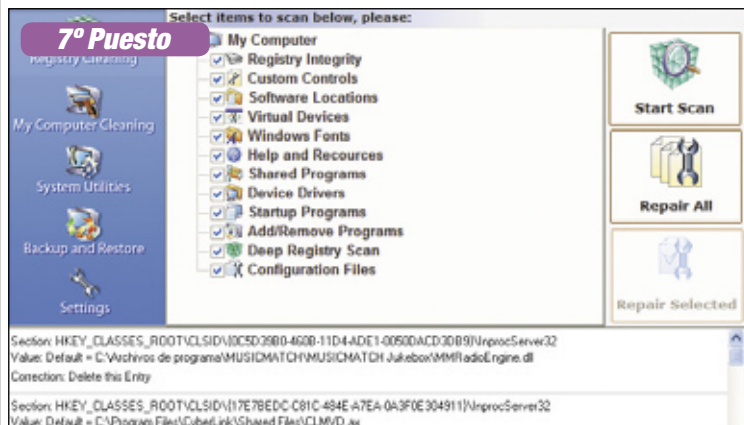 Select items to scan below, please:
7º Puesto
Registry Cleaning
My Computer Cleaning
System Utilities
Backup and Restore
Settings
My Computer
Registry Integrity
Custom Controls
Software Locations
Virtual Devices
Windows Fonts
Help and Recources
Shared Programs
Device Drivers
Startup Programs
Add/Remove Programs
Deep Registry Scan
Configuration Files
Start Scan
Repair All
Repair Selected
Section: HKEY_CLASSES_ROOT\CLSID\{0C5D39B0-460B-11D4-ADE1-0050DACD3DB9}\InprocServer32
Value: Default = C:\Archivos de programa\MUSICMATCH\MUSICMATCH Jukebox\MMRadioEngine.dll
Correction: Delete this Entry
Section: HKEY_CLASSES_ROOT\CLSID\{17E7BEDC-C81C-484E-A7EA-0A3F0E304911}\InprocServer32
Value: Default = C:\Program Files\CyberLink\Shared Files\CLMVD.ax